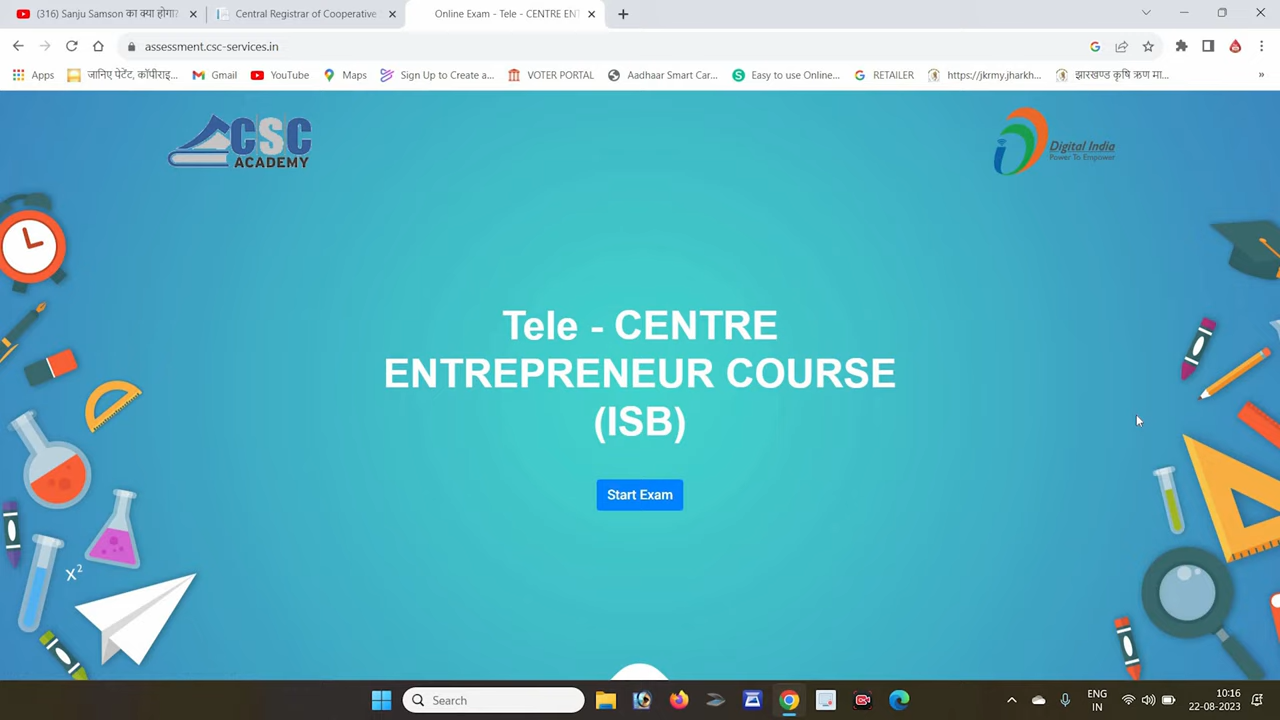 (316) Sanju Samson का क्या होगा?
Central Registrar of Cooperative
Online Exam - Tele - CENTRE ENT
assessment.csc-services.in
Apps
जानिए पेटेंट, कॉपीराइ...
Gmail
YouTube
Maps
Sign Up to Create a...
VOTER PORTAL
Aadhaar Smart Car...
Easy to use Online...
RETAILER
https://jkrmy.jharkh...
झारखण्ड कृषि ऋण मा...
CSC
ACADEMY
Digital India
Power To Empower
Tele - CENTRE
ENTREPRENEUR COURSE
(ISB)
Start Exam
x²
Search
ENG
IN
10:16
22-08-2023